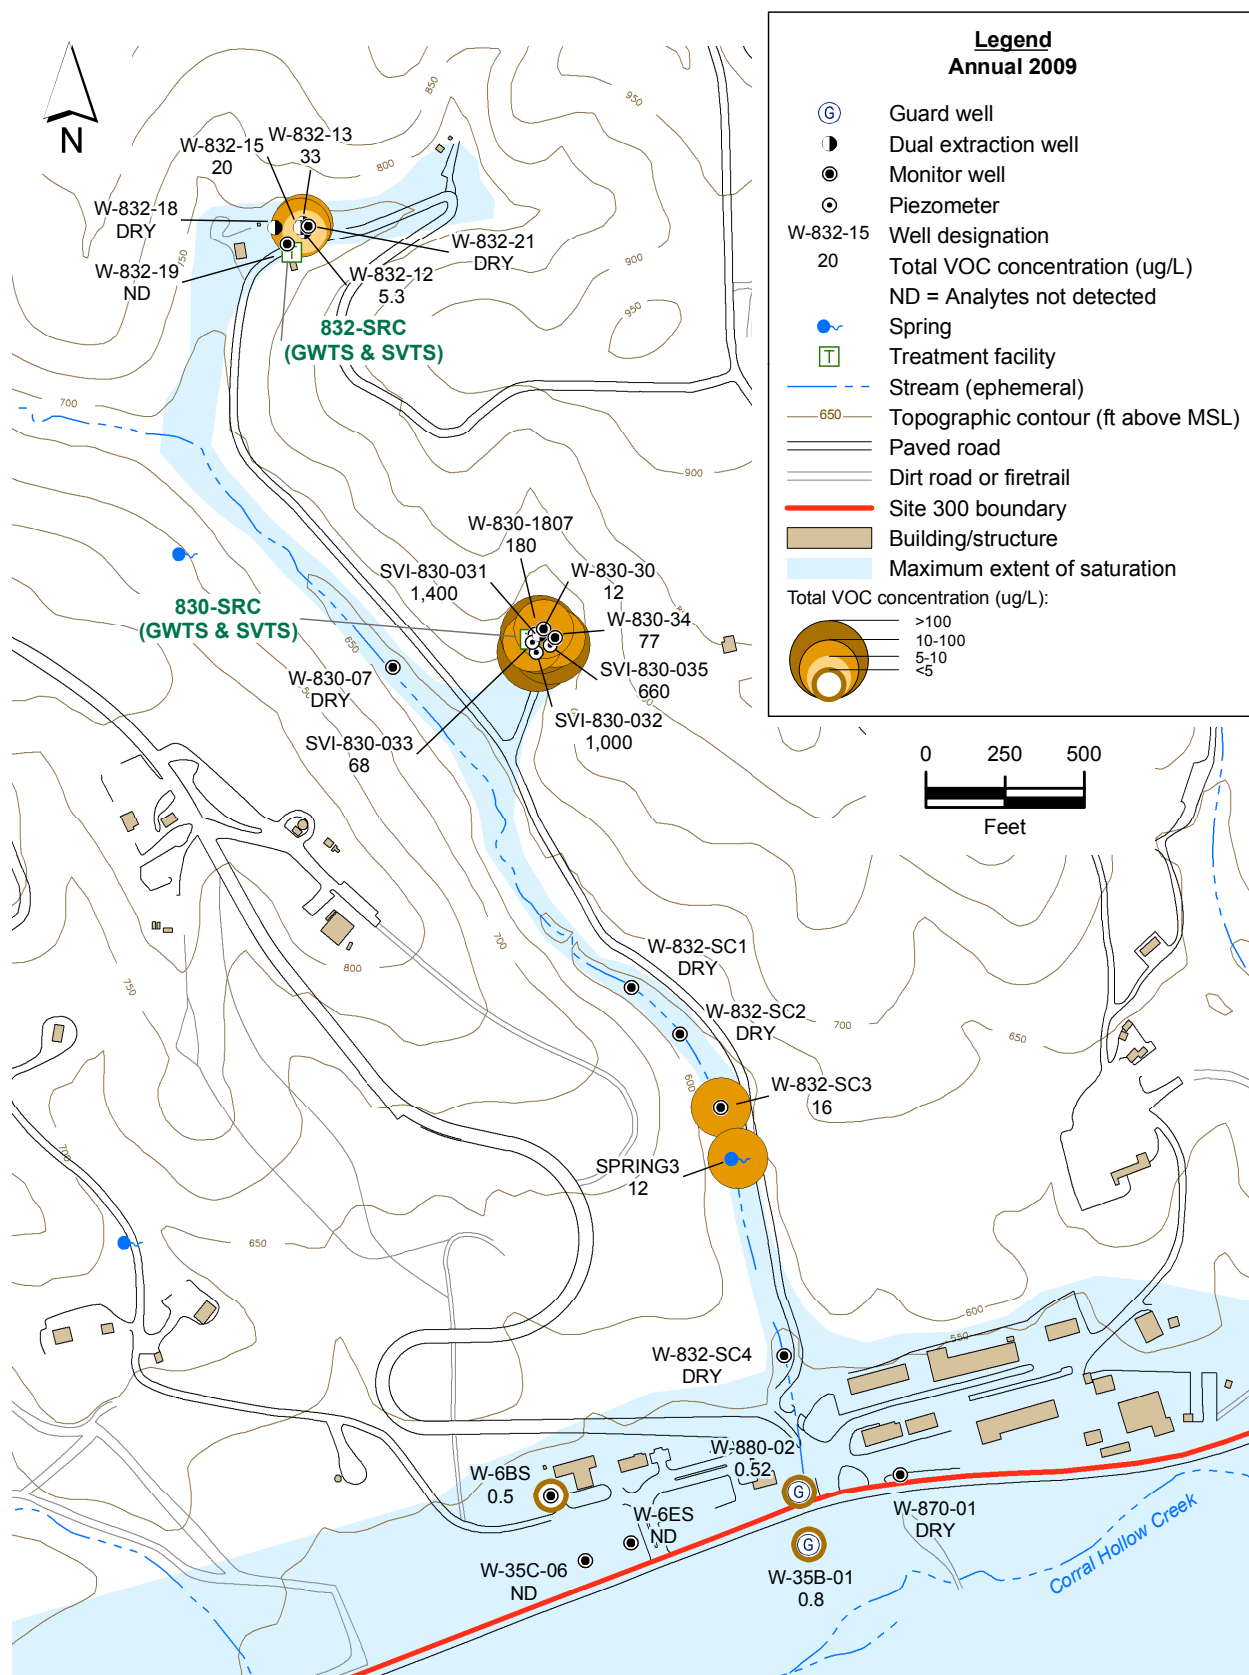 Legend
Annual 2009
Guard well
Dual extraction well
Monitor well
Piezometer
W-832-15
Well designation
20
Total VOC concentration (ug/L)
ND = Analytes not detected
Spring
T
Treatment facility
Stream (ephemeral)
650
Topographic contour (ft above MSL)
Paved road
Dirt road or firetrail
Site 300 boundary
Building/structure
Maximum extent of saturation
Total VOC concentration (ug/L):
>100
10-100
5-10
<5
G
N
0 250 500
Feet
850
950
800
750
900
950
700
900
W-832-15
20
W-832-13
33
W-832-18
DRY
W-832-21
DRY
W-832-19
ND
W-832-12
5.3
832-SRC
(GWTS & SVTS)
W-830-1807
180
SVI-830-031
1,400
W-830-30
12
830-SRC
(GWTS & SVTS)
W-830-34
77
650
W-830-07
DRY
SVI-830-035
660
SVI-830-033
68
SVI-830-032
1,000
700
800
750
W-832-SC1
DRY
W-832-SC2
DRY
700
650
600
W-832-SC3
16
SPRING3
12
700
650
600
550
W-832-SC4
DRY
W-6BS
0.5
W-880-02
0.52
G
W-6ES
ND
W-870-01
DRY
W-35C-06
ND
G
W-35B-01
0.8
Corral Hollow Creek